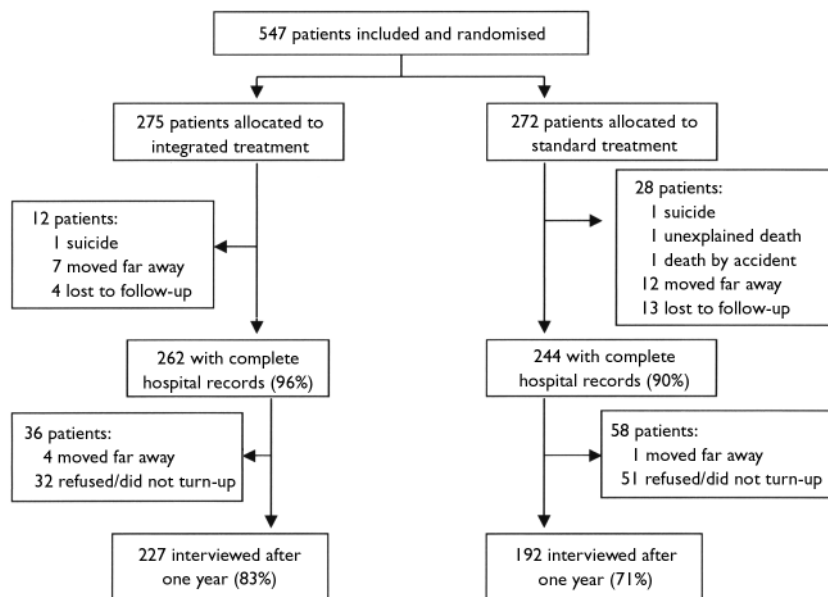 547 patients included and randomised
275 patients allocated to
integrated treatment
272 patients allocated to
standard treatment
12 patients:
1 suicide
7 moved far away
4 lost to follow-up
28 patients:
1 suicide
1 unexplained death
1 death by accident
12 moved far away
13 lost to follow-up
262 with complete
hospital records (96%)
244 with complete
hospital records (90%)
36 patients:
4 moved far away
32 refused/did not turn-up
58 patients:
1 moved far away
51 refused/did not turn-up
227 interviewed after
one year (83%)
192 interviewed after
one year (71%)